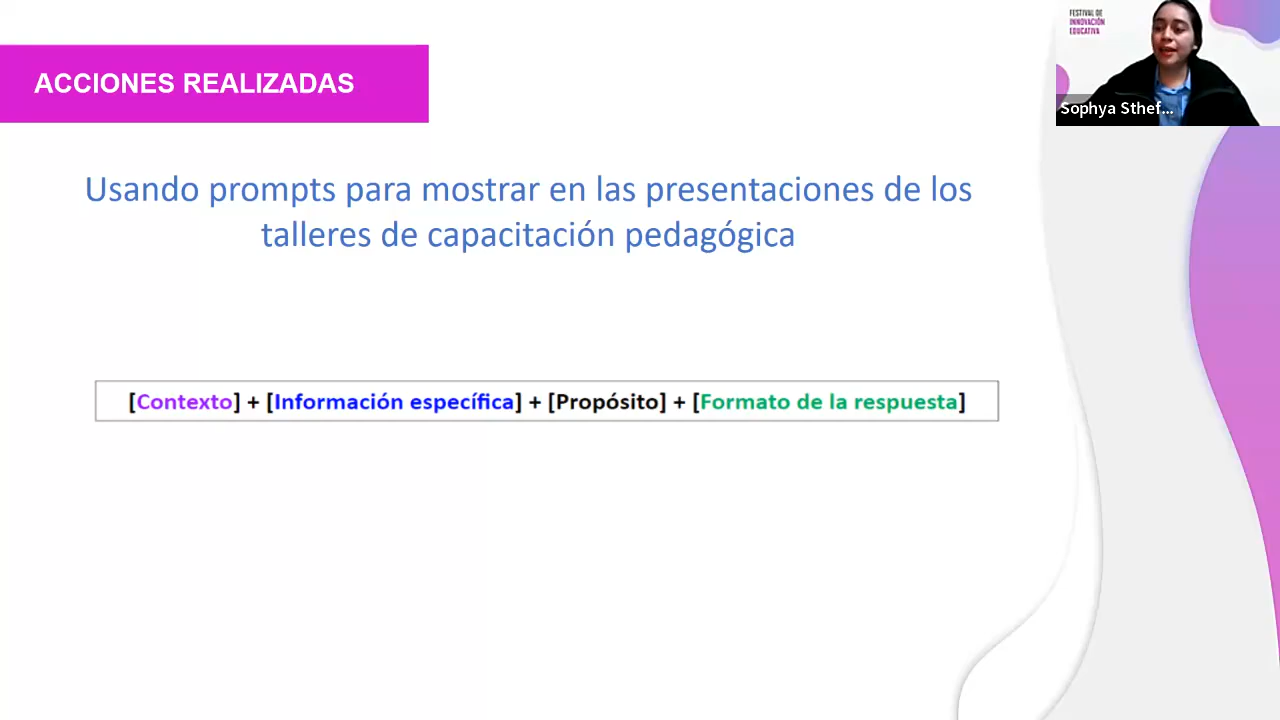 ACCIONES REALIZADAS
FESTIVAL DE
INNOVACIÓN
EDUCATIVA
Sophya Sthef...
Usando prompts para mostrar en las presentaciones de los
talleres de capacitación pedagógica
[Contexto] + [Información específica] + [Propósito] + [Formato de la respuesta]